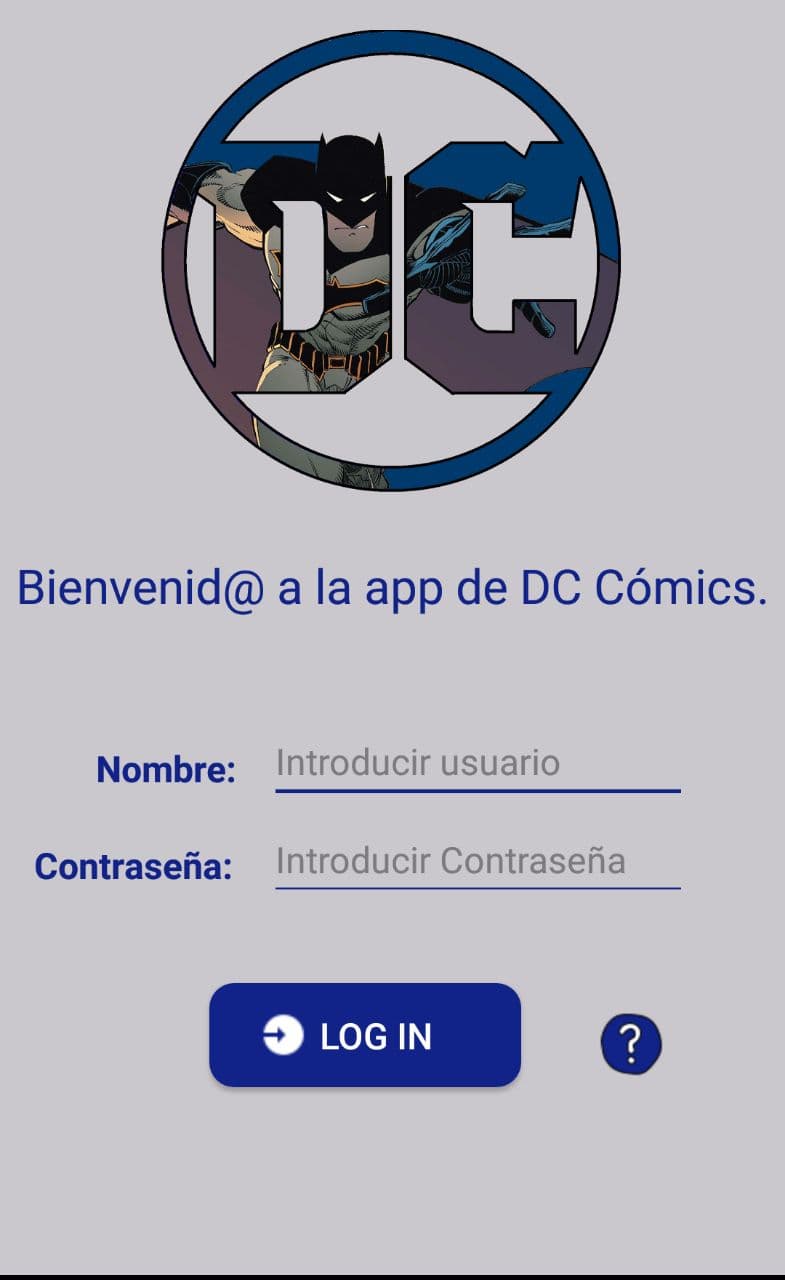 DC
Bienvenid@ a la app de DC Cómics.
Nombre: Introducir usuario
Contraseña: Introducir Contraseña
LOG IN ?